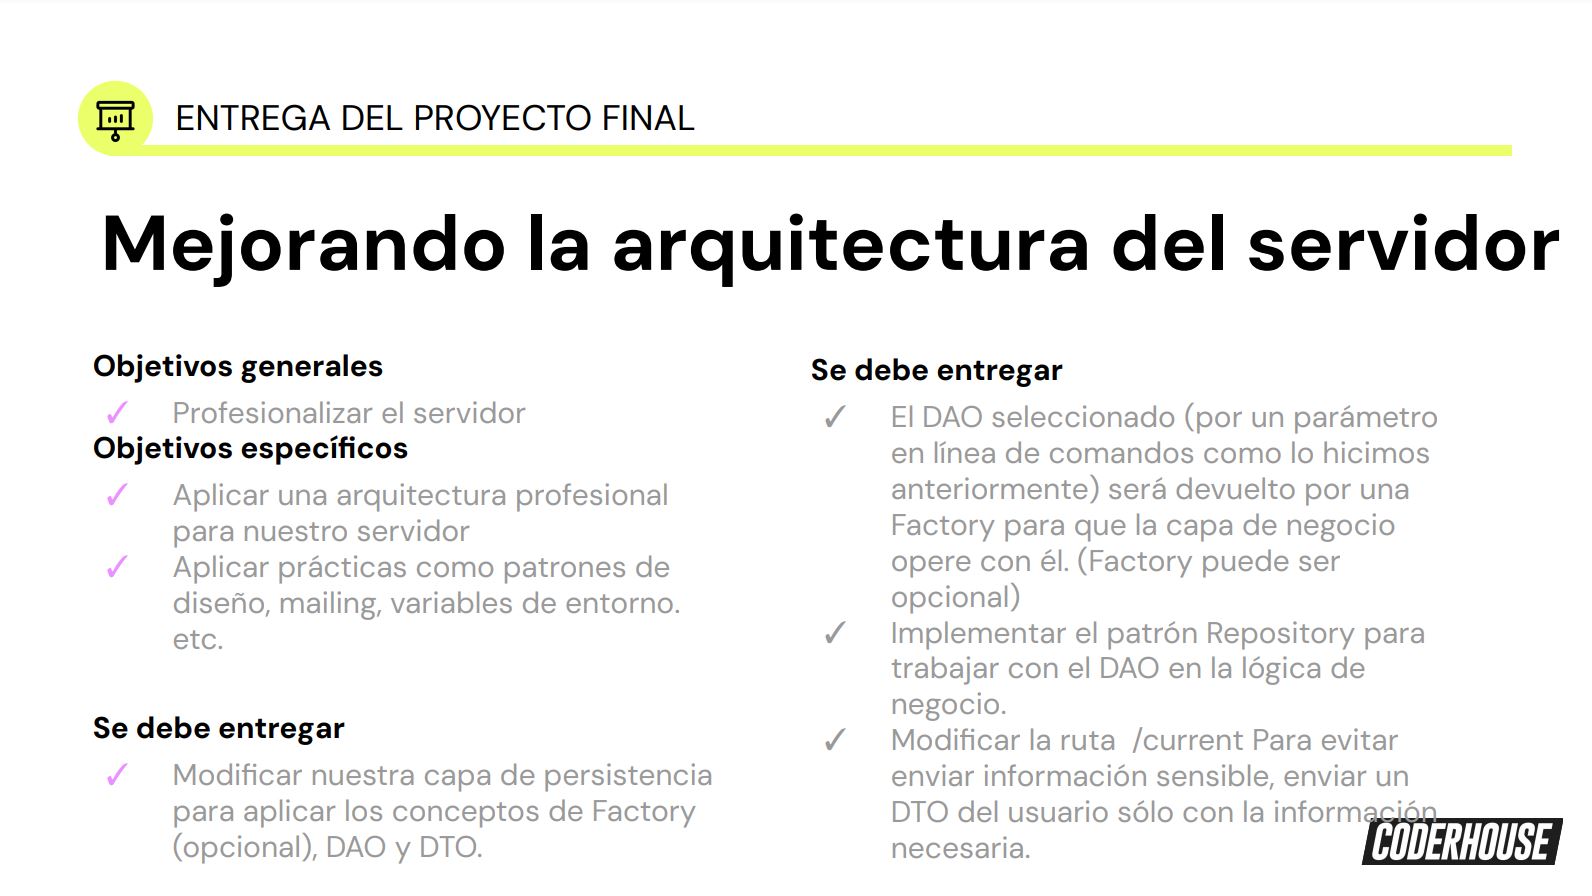 ENTREGA DEL PROYECTO FINAL
Mejorando la arquitectura del servidor
Objetivos generales
✓ Profesionalizar el servidor
Objetivos específicos
✓ Aplicar una arquitectura profesional
para nuestro servidor
✓ Aplicar prácticas como patrones de
diseño, mailing, variables de entorno.
etc.
Se debe entregar
✓ Modificar nuestra capa de persistencia
para aplicar los conceptos de Factory
(opcional), DAO y DTO.
Se debe entregar
✓ El DAO seleccionado (por un parámetro
en línea de comandos como lo hicimos
anteriormente) será devuelto por una
Factory para que la capa de negocio
opere con él. (Factory puede ser
opcional)
✓ Implementar el patrón Repository para
trabajar con el DAO en la lógica de
negocio.
✓ Modificar la ruta  /current Para evitar
enviar información sensible, enviar un
DTO del usuario sólo con la información
necesaria.
CODERHOUSE